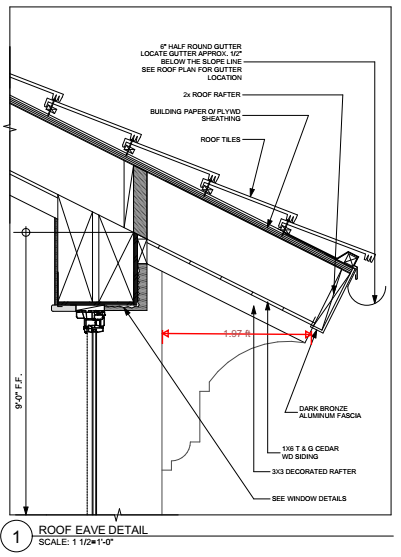 6" HALF ROUND GUTTER
LOCATE GUTTER APPROX. 1/2"
BELOW THE SLOPE LINE
SEE ROOF PLAN FOR GUTTER
LOCATION
2x ROOF RAFTER
BUILDING PAPER O/ PLYWD
SHEATHING
ROOF TILES
1.97 ft
9'-0" F.F.
DARK BRONZE
ALUMINUM FASCIA
1X6 T & G CEDAR
WD SIDING
3X3 DECORATED RAFTER
SEE WINDOW DETAILS
1
ROOF EAVE DETAIL
SCALE: 1 1/2=1'-0"